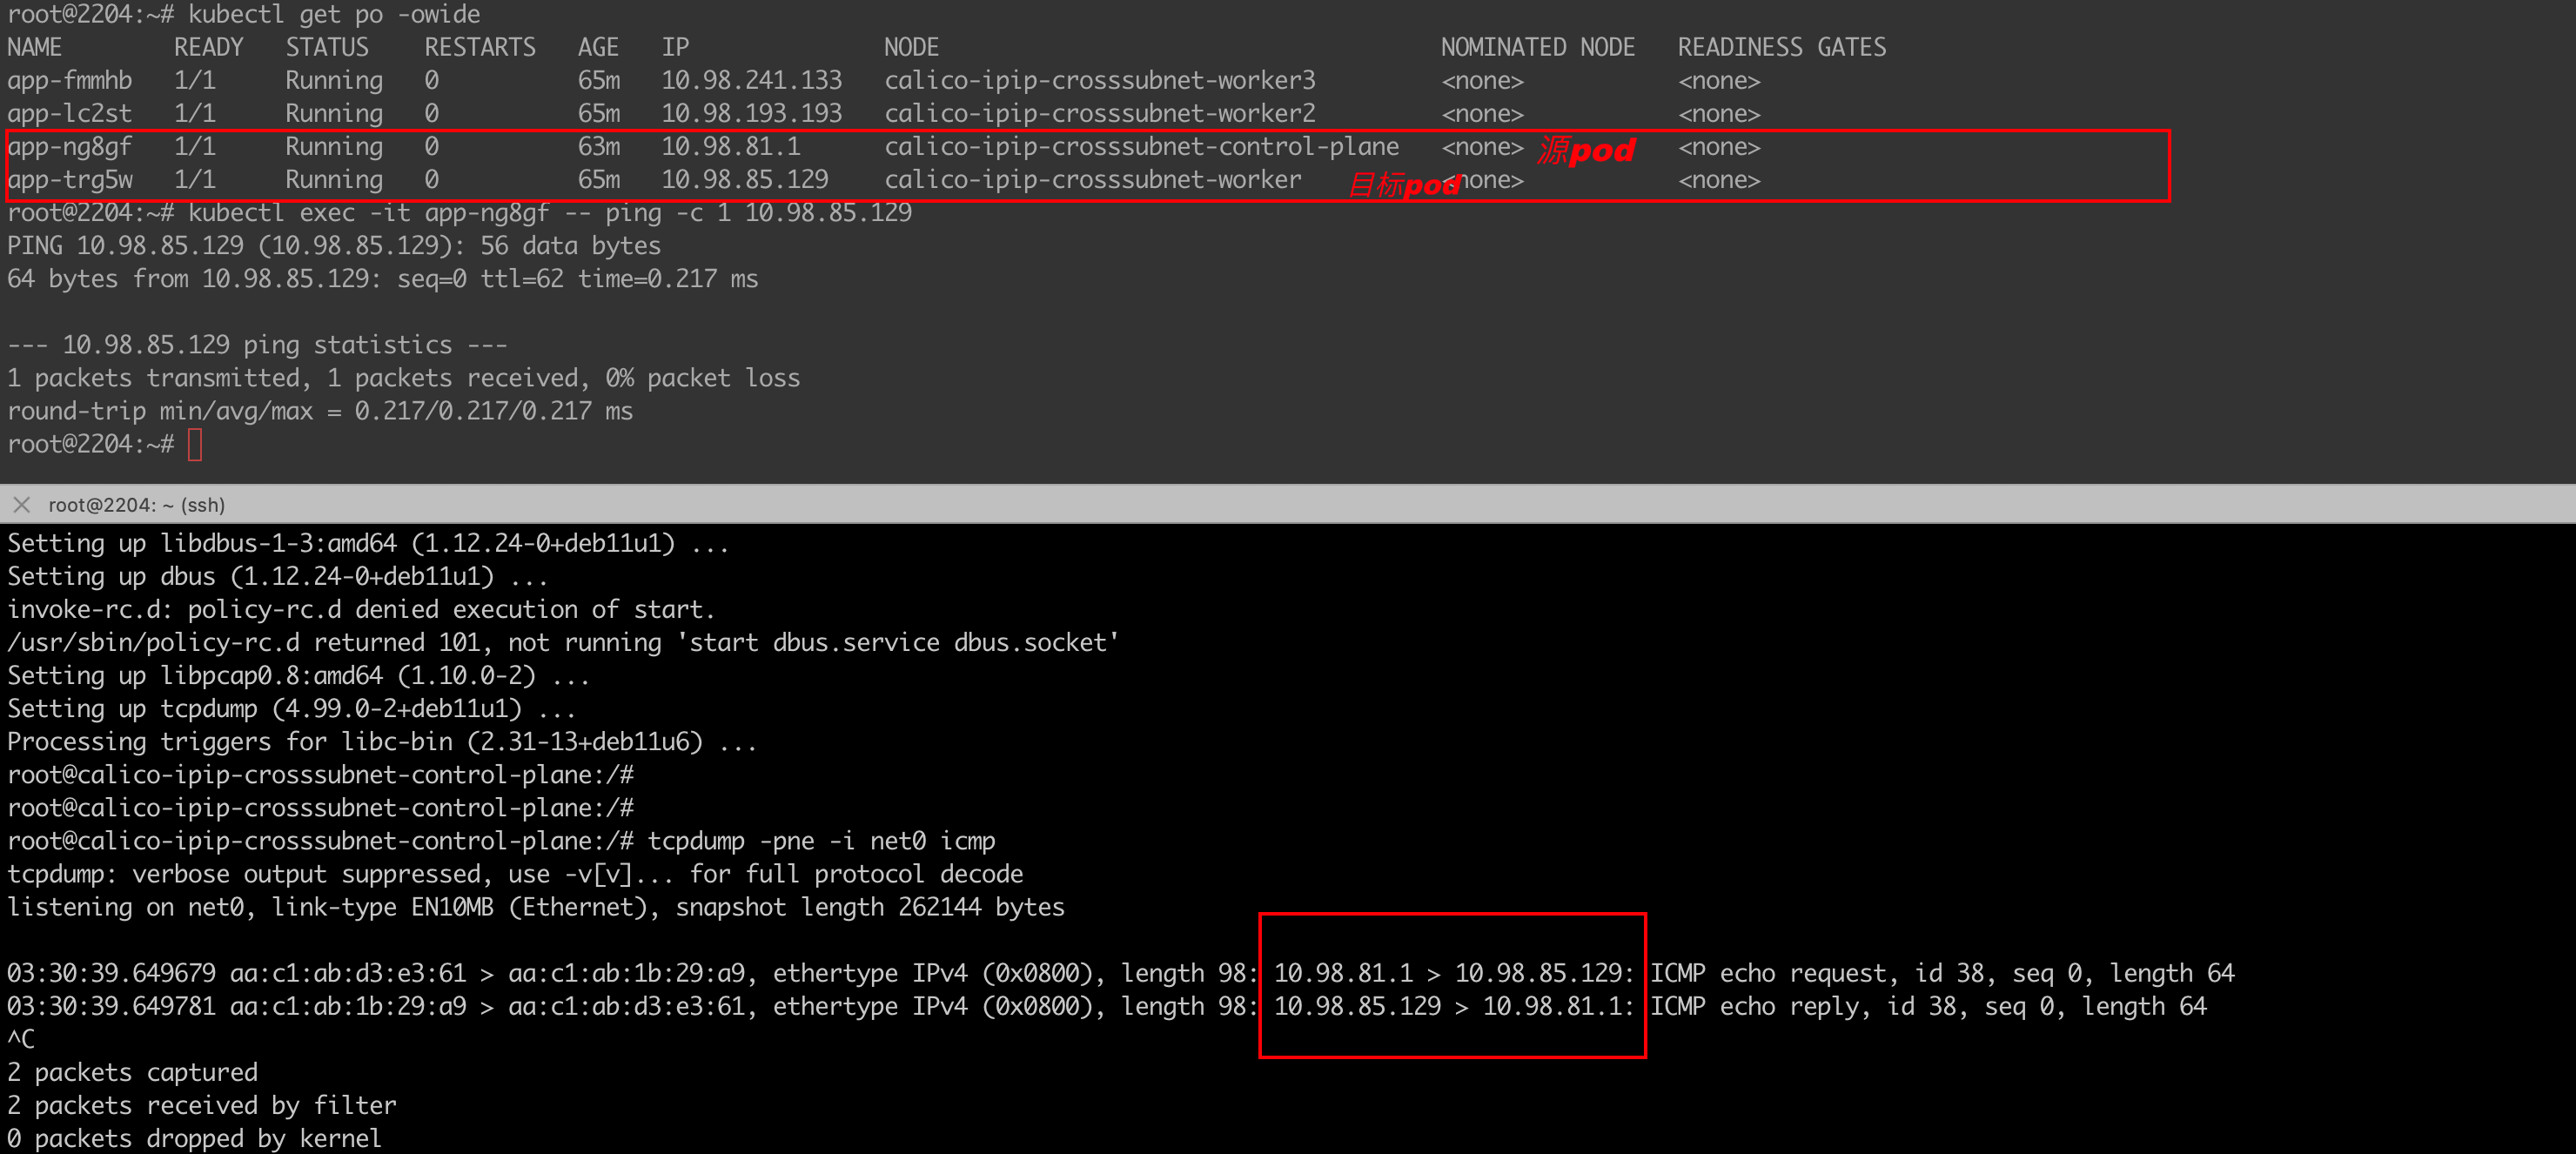 root@2204:~# kubectl get po -owide
NAME READY STATUS RESTARTS AGE IP NODE NOMINATED NODE READINESS GATES
app-fmmhb 1/1 Running 0 65m 10.98.241.133 calico-ipip-crosssubnet-worker3 <none> <none>
app-lc2st 1/1 Running 0 65m 10.98.193.193 calico-ipip-crosssubnet-worker2 <none> <none>
app-ng8gf 1/1 Running 0 63m 10.98.81.1 calico-ipip-crosssubnet-control-plane <none> 源pod <none>
app-trg5w 1/1 Running 0 65m 10.98.85.129 calico-ipip-crosssubnet-worker 目标pod <none> <none>
root@2204:~# kubectl exec -it app-ng8gf -- ping -c 1 10.98.85.129
PING 10.98.85.129 (10.98.85.129): 56 data bytes
64 bytes from 10.98.85.129: seq=0 ttl=62 time=0.217 ms
--- 10.98.85.129 ping statistics ---
1 packets transmitted, 1 packets received, 0% packet loss
round-trip min/avg/max = 0.217/0.217/0.217 ms
root@2204:~#
root@2204: ~ (ssh)
Setting up libdbus-1-3:amd64 (1.12.24-0+deb11u1) ...
Setting up dbus (1.12.24-0+deb11u1) ...
invoke-rc.d: policy-rc.d denied execution of start.
/usr/sbin/policy-rc.d returned 101, not running 'start dbus.service dbus.socket'
Setting up libpcap0.8:amd64 (1.10.0-2) ...
Setting up tcpdump (4.99.0-2+deb11u1) ...
Processing triggers for libc-bin (2.31-13+deb11u6) ...
root@calico-ipip-crosssubnet-control-plane:/#
root@calico-ipip-crosssubnet-control-plane:/#
root@calico-ipip-crosssubnet-control-plane:/# tcpdump -pne -i net0 icmp
tcpdump: verbose output suppressed, use -v[v]... for full protocol decode
listening on net0, link-type EN10MB (Ethernet), snapshot length 262144 bytes
03:30:39.649679 aa:c1:ab:d3:e3:61 > aa:c1:ab:1b:29:a9, ethertype IPv4 (0x0800), length 98: 10.98.81.1 > 10.98.85.129: ICMP echo request, id 38, seq 0, length 64
03:30:39.649781 aa:c1:ab:1b:29:a9 > aa:c1:ab:d3:e3:61, ethertype IPv4 (0x0800), length 98: 10.98.85.129 > 10.98.81.1: ICMP echo reply, id 38, seq 0, length 64
^C
2 packets captured
2 packets received by filter
0 packets dropped by kernel